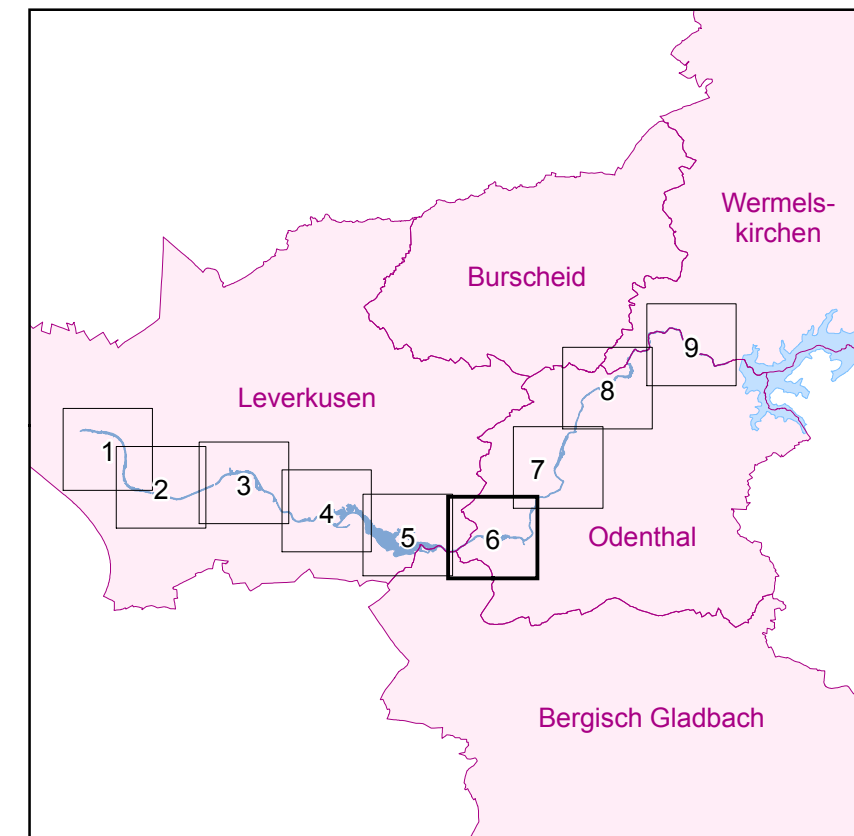 Wermels-
kirchen
Burscheid
9
8
Leverkusen
1
2
3
4
5
6
7
Odenthal
Bergisch Gladbach